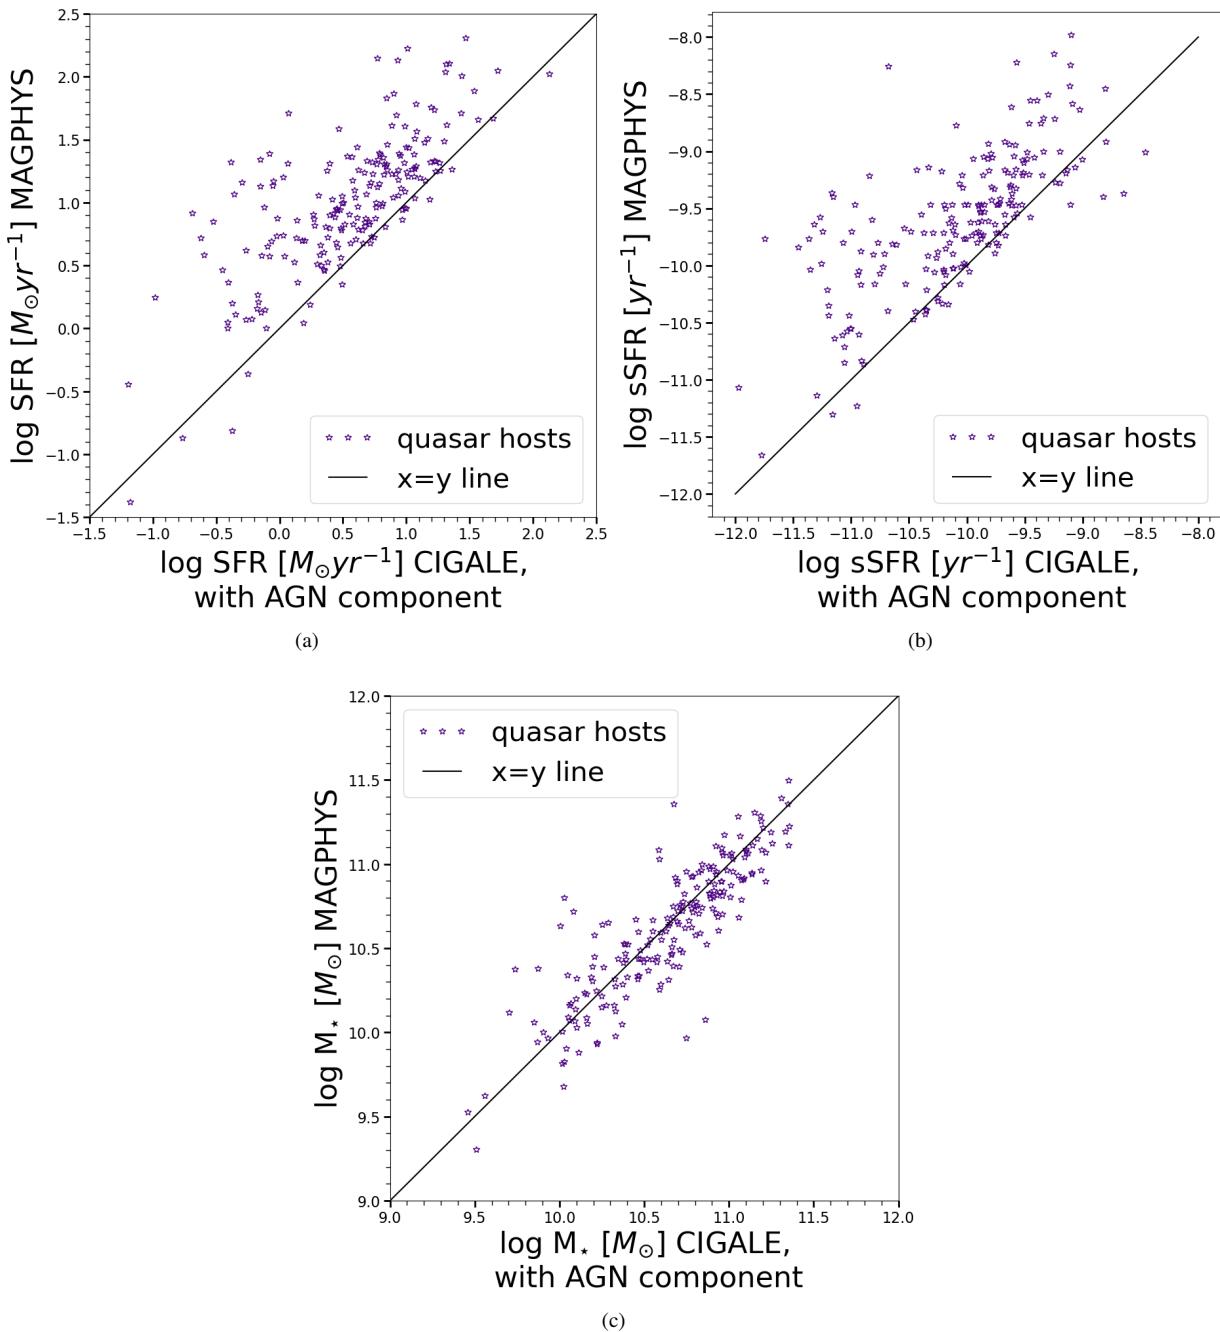 2.5
2.0
1.5
1.0
0.5
0.0
−0.5
−1.0
−1.5
log SFR [M⊙yr−1] MAGPHYS
quasar hosts
x=y line
−1.5 −1.0 −0.5 0.0 0.5 1.0 1.5 2.0 2.5
log SFR [M⊙yr−1] CIGALE,
with AGN component
(a)
−8.0
−8.5
−9.0
−9.5
−10.0
−10.5
−11.0
−11.5
−12.0
log sSFR [yr−1] MAGPHYS
quasar hosts
x=y line
−12.0 −11.5 −11.0 −10.5 −10.0 −9.5 −9.0 −8.5 −8.0
log sSFR [yr−1] CIGALE,
with AGN component
(b)
12.0
11.5
11.0
10.5
10.0
9.5
9.0
log M⋆ [M⊙] MAGPHYS
quasar hosts
x=y line
9.0 9.5 10.0 10.5 11.0 11.5 12.0
log M⋆ [M⊙] CIGALE,
with AGN component
(c)